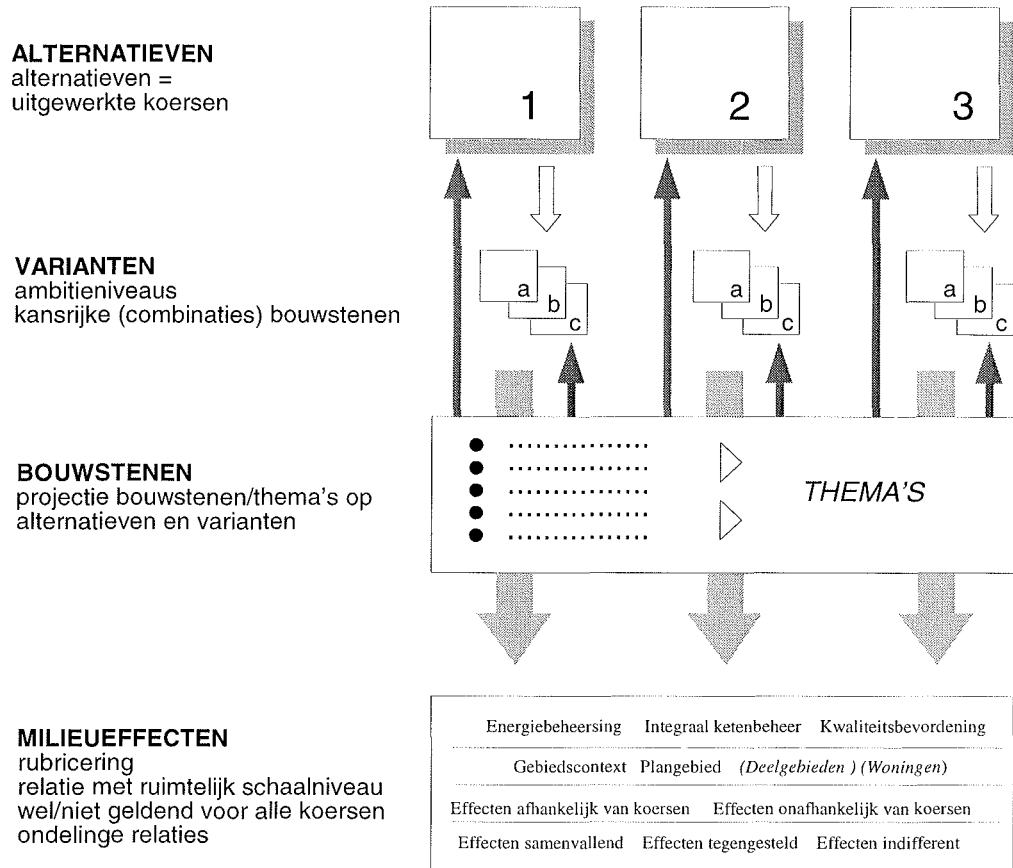 ALTERNATIEVEN
alternatieven =
uitgewerkte koersen
1 2 3
VARIANTEN
ambitieniveaus
kansrijke (combinaties) bouwstenen
a b c a b c a b c
BOUWSTENEN
projectie bouwstenen/thema's op
alternatieven en varianten
THEMA'S
MILIEUEFFECTEN
rubricering
relatie met ruimtelijk schaalniveau
wel/niet geldend voor alle koersen
ondelinge relaties
Energiebeheersing Integraal ketenbeheer Kwaliteitsbevordening
Gebiedscontext Plangebied (Deelgebieden ) (Woningen)
Effecten afhankelijk van koersen Effecten onafhankelijk van koersen
Effecten samenvallend Effecten tegengesteld Effecten indifferent